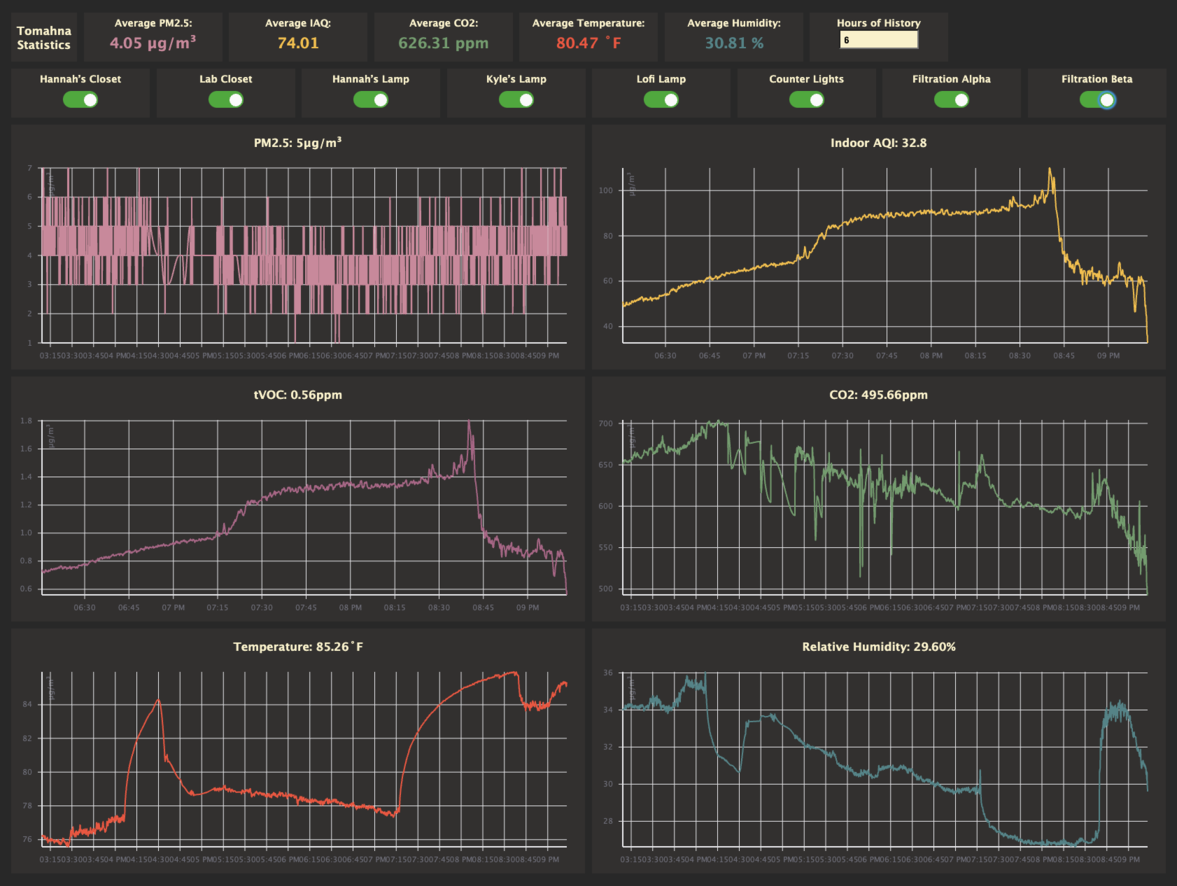 Tomahna
Statistics
Average PM2.5:
4.05 µg/m³
Average IAQ:
74.01
Average CO2:
626.31 ppm
Average Temperature:
80.47 ˚F
Average Humidity:
30.81 %
Hours of History
6
Hannah's Closet
Lab Closet
Hannah's Lamp
Kyle's Lamp
Lofi Lamp
Counter Lights
Filtration Alpha
Filtration Beta
PM2.5: 5µg/m³
µg/m³
7
6
5
4
3
2
1
03:1503:3003:4504 PM04:1504:3004:4505 PM05:1505:3005:4506 PM06:1506:3006:4507 PM07:1507:3007:4508 PM08:1508:3008:4509 PM
Indoor AQI: 32.8
µg/m³
100
80
60
40
06:30 06:45 07 PM 07:15 07:30 07:45 08 PM 08:15 08:30 08:45 09 PM
tVOC: 0.56ppm
µg/m³
1.8
1.6
1.4
1.2
1.0
0.8
0.6
06:30 06:45 07 PM 07:15 07:30 07:45 08 PM 08:15 08:30 08:45 09 PM
CO2: 495.66ppm
µg/m³
700
650
600
550
500
03:1503:3003:4504 PM04:1504:3004:4505 PM05:1505:3005:4506 PM06:1506:3006:4507 PM07:1507:3007:4508 PM08:1508:3008:4509 PM
Temperature: 85.26˚F
µg/m³
84
82
80
78
76
03:1503:3003:4504 PM04:1504:3004:4505 PM05:1505:3005:4506 PM06:1506:3006:4507 PM07:1507:3007:4508 PM08:1508:3008:4509 PM
Relative Humidity: 29.60%
µg/m³
36
34
32
30
28
03:1503:3003:4504 PM04:1504:3004:4505 PM05:1505:3005:4506 PM06:1506:3006:4507 PM07:1507:3007:4508 PM08:1508:3008:4509 PM